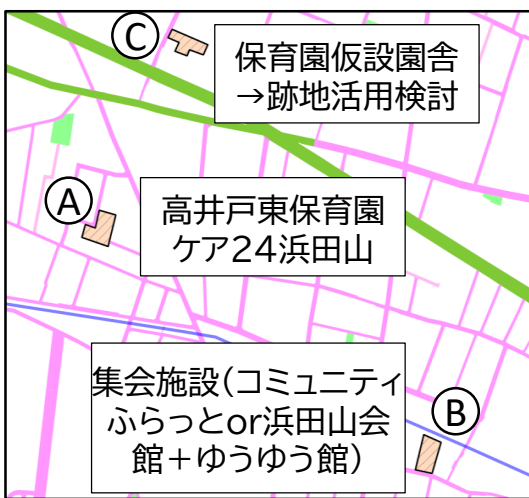 C
保育園仮設園舎
→跡地活用検討
A
高井戸東保育園
ケア24浜田山
集会施設(コミュニティ
ふらっとor浜田山会
館+ゆうゆう館)
B